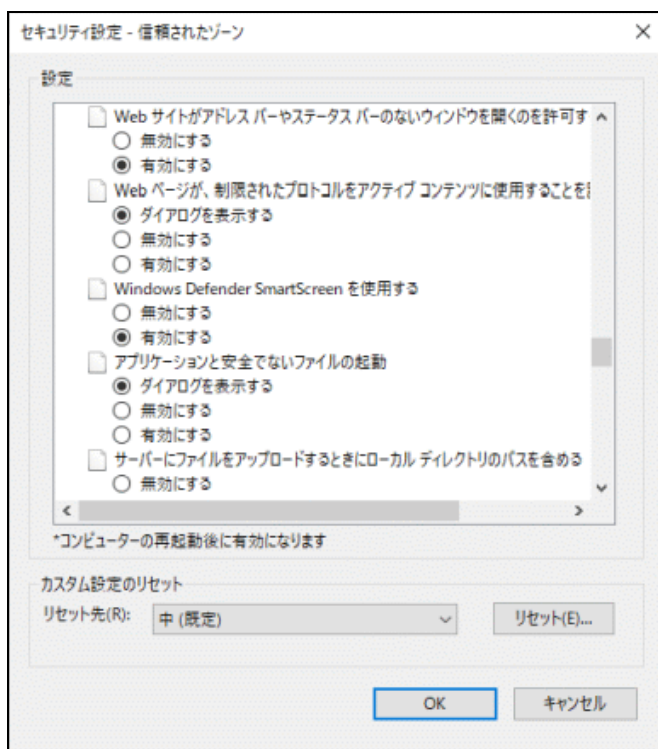 セキュリティ設定 - 信頼されたゾーン
設定
Web サイトがアドレス バーやステータス バーのないウィンドウを開くのを許可す
無効にする
有効にする
Web ページが、制限されたプロトコルをアクティブ コンテンツに使用することを
ダイアログを表示する
無効にする
有効にする
Windows Defender SmartScreen を使用する
無効にする
有効にする
アプリケーションと安全でないファイルの起動
ダイアログを表示する
無効にする
有効にする
サーバーにファイルをアップロードするときにローカル ディレクトリのパスを含める
無効にする
*コンピューターの再起動後に有効になります
カスタム設定のリセット
リセット先(R): 中 (既定) リセット(E)...
OK キャンセル